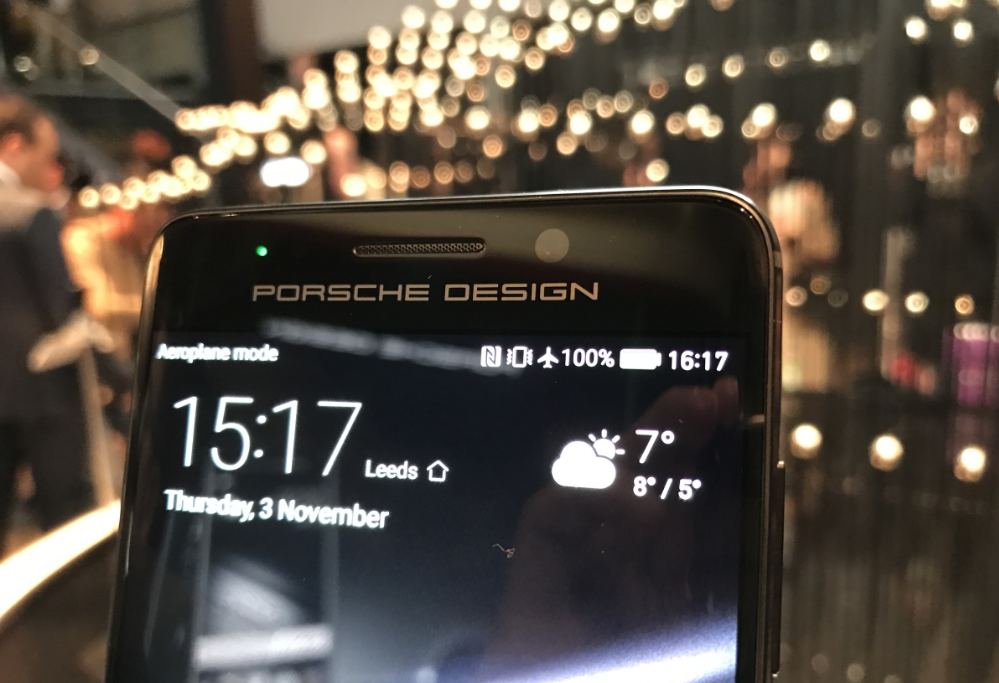 PORSCHE DESIGN
Aeroplane mode 100% 16:17
15:17 Leeds
7°
8° / 5°
Thursday, 3 November